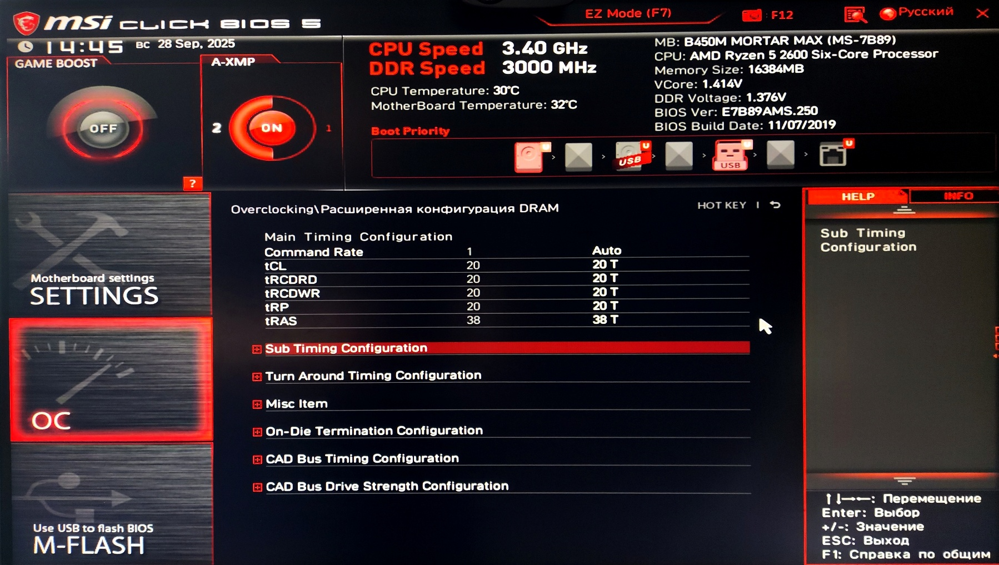 msi CLICK BIOS 5
EZ Mode (F7)
: F12
Русский
14:45 вс 28 Sep, 2025
GAME BOOST
OFF
?
A-XMP
2 ON 1
CPU Speed 3.40 GHz
DDR Speed 3000 MHz
CPU Temperature: 30°C
MotherBoard Temperature: 32°C
MB: B450M MORTAR MAX (MS-7B89)
CPU: AMD Ryzen 5 2600 Six-Core Processor
Memory Size: 16384MB
VCore: 1.414V
DDR Voltage: 1.376V
BIOS Ver: E7B89AMS.250
BIOS Build Date: 11/07/2019
Boot Priority
U > > U USB > > U USB > > U
Motherboard settings
SETTINGS
OC
Use USB to flash BIOS
M-FLASH
Overclocking\Расширенная конфигурация DRAM
HOT KEY |
Main Timing Configuration
Command Rate 1 Auto
tCL 20 20 T
tRCDRD 20 20 T
tRCDWR 20 20 T
tRP 20 20 T
tRAS 38 38 T
Sub Timing Configuration
Turn Around Timing Configuration
Misc Item
On-Die Termination Configuration
CAD Bus Timing Configuration
CAD Bus Drive Strength Configuration
HELP INFO
Sub Timing
Configuration
↑↓→←: Перемещение
Enter: Выбор
+/-: Значение
ESC: Выход
F1: Справка по общим